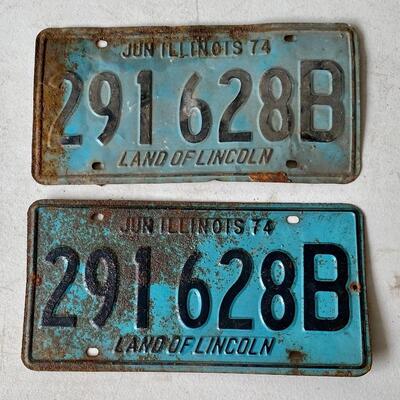 JUN ILLINOIS 74
291 628B
LAND OF LINCOLN
JUN ILLINOIS 74
291 628B
LAND OF LINCOLN